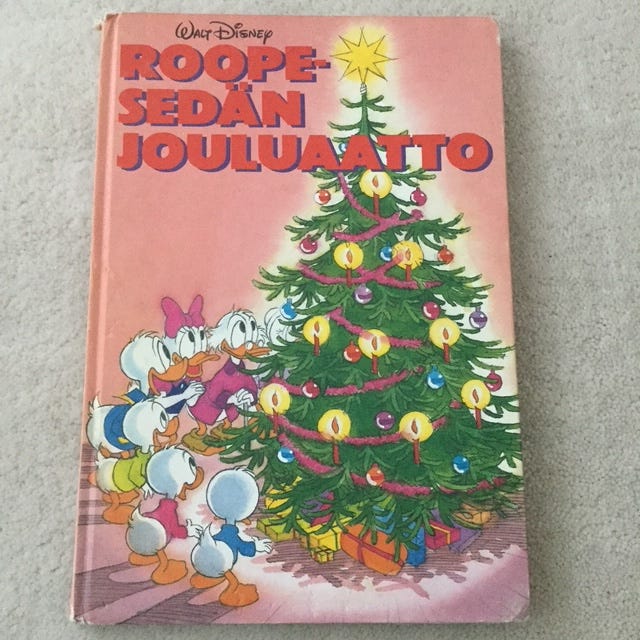 Walt Disney
ROOPE-
SEDÄN
JOULUAATTO